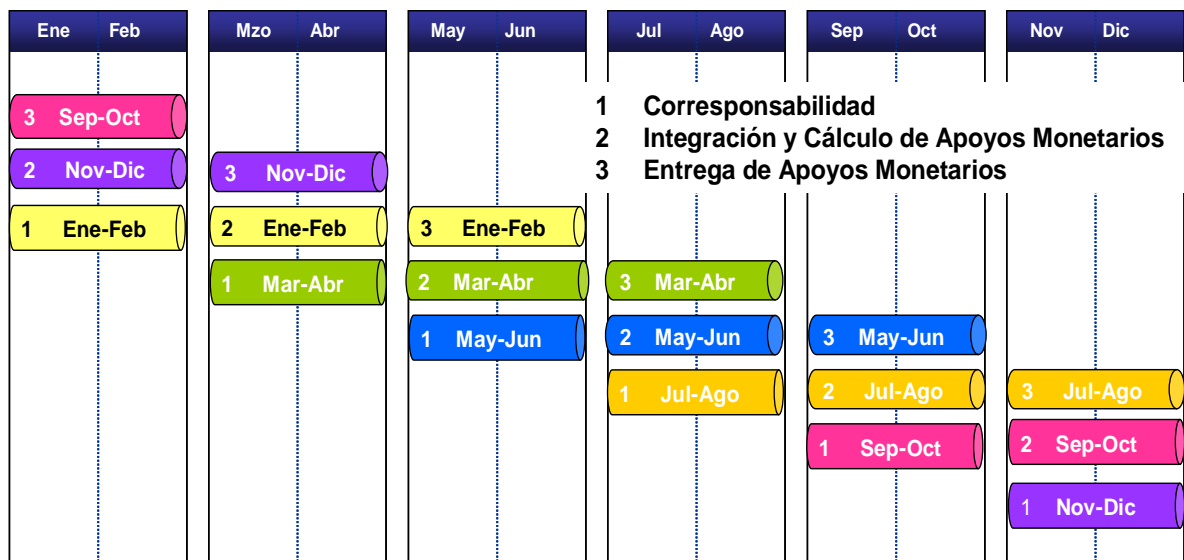 Ene Feb Mzo Abr May Jun Jul Ago Sep Oct Nov Dic
1 Corresponsabilidad
2 Integración y Cálculo de Apoyos Monetarios
3 Entrega de Apoyos Monetarios
3 Sep-Oct
2 Nov-Dic 3 Nov-Dic
1 Ene-Feb 2 Ene-Feb 3 Ene-Feb
1 Mar-Abr 2 Mar-Abr 3 Mar-Abr
1 May-Jun 2 May-Jun 3 May-Jun
1 Jul-Ago 2 Jul-Ago 3 Jul-Ago
1 Sep-Oct 2 Sep-Oct
1 Nov-Dic